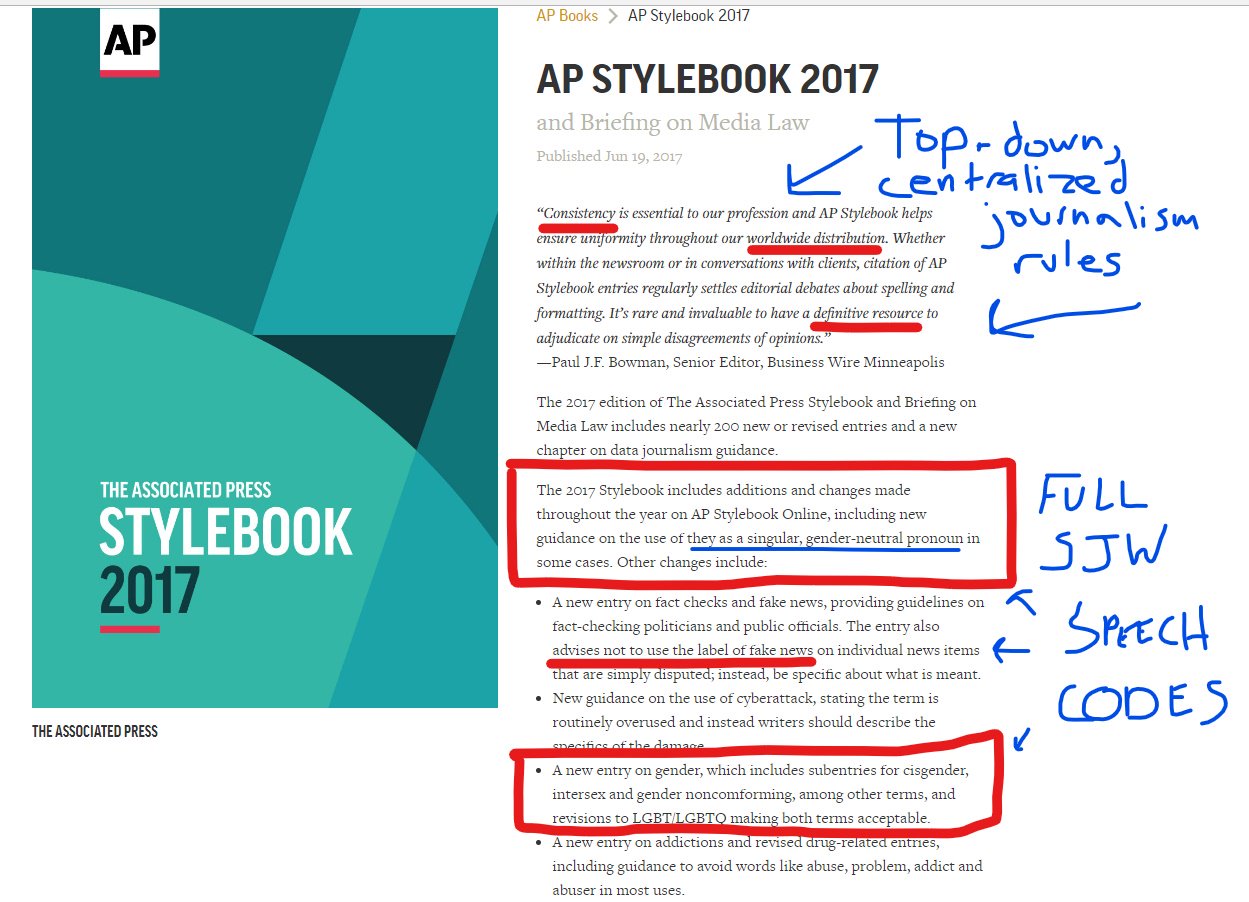 AP
THE ASSOCIATED PRESS
STYLEBOOK
2017
THE ASSOCIATED PRESS
AP Books > AP Stylebook 2017
AP STYLEBOOK 2017
and Briefing on Media Law
Published Jun 19, 2017
“Consistency is essential to our profession and AP Stylebook helps
ensure uniformity throughout our worldwide distribution. Whether
within the newsroom or in conversations with clients, citation of AP
Stylebook entries regularly settles editorial debates about spelling and
formatting. It’s rare and invaluable to have a definitive resource to
adjudicate on simple disagreements of opinions.”
—Paul J.F. Bowman, Senior Editor, Business Wire Minneapolis
The 2017 edition of The Associated Press Stylebook and Briefing on
Media Law includes nearly 200 new or revised entries and a new
chapter on data journalism guidance.
The 2017 Stylebook includes additions and changes made
throughout the year on AP Stylebook Online, including new
guidance on the use of they as a singular, gender-neutral pronoun in
some cases. Other changes include:
• A new entry on fact checks and fake news, providing guidelines on
fact-checking politicians and public officials. The entry also
advises not to use the label of fake news on individual news items
that are simply disputed; instead, be specific about what is meant.
• New guidance on the use of cyberattack, stating the term is
routinely overused and instead writers should describe the
specifics of the damage.
• A new entry on gender, which includes subentries for cisgender,
intersex and gender noncomforming, among other terms, and
revisions to LGBT/LGBTQ making both terms acceptable.
• A new entry on addictions and revised drug-related entries,
including guidance to avoid words like abuse, problem, addict and
abuser in most uses.
Top-down,
centralized
journalism
rules
FULL
SJW
SPEECH
CODES